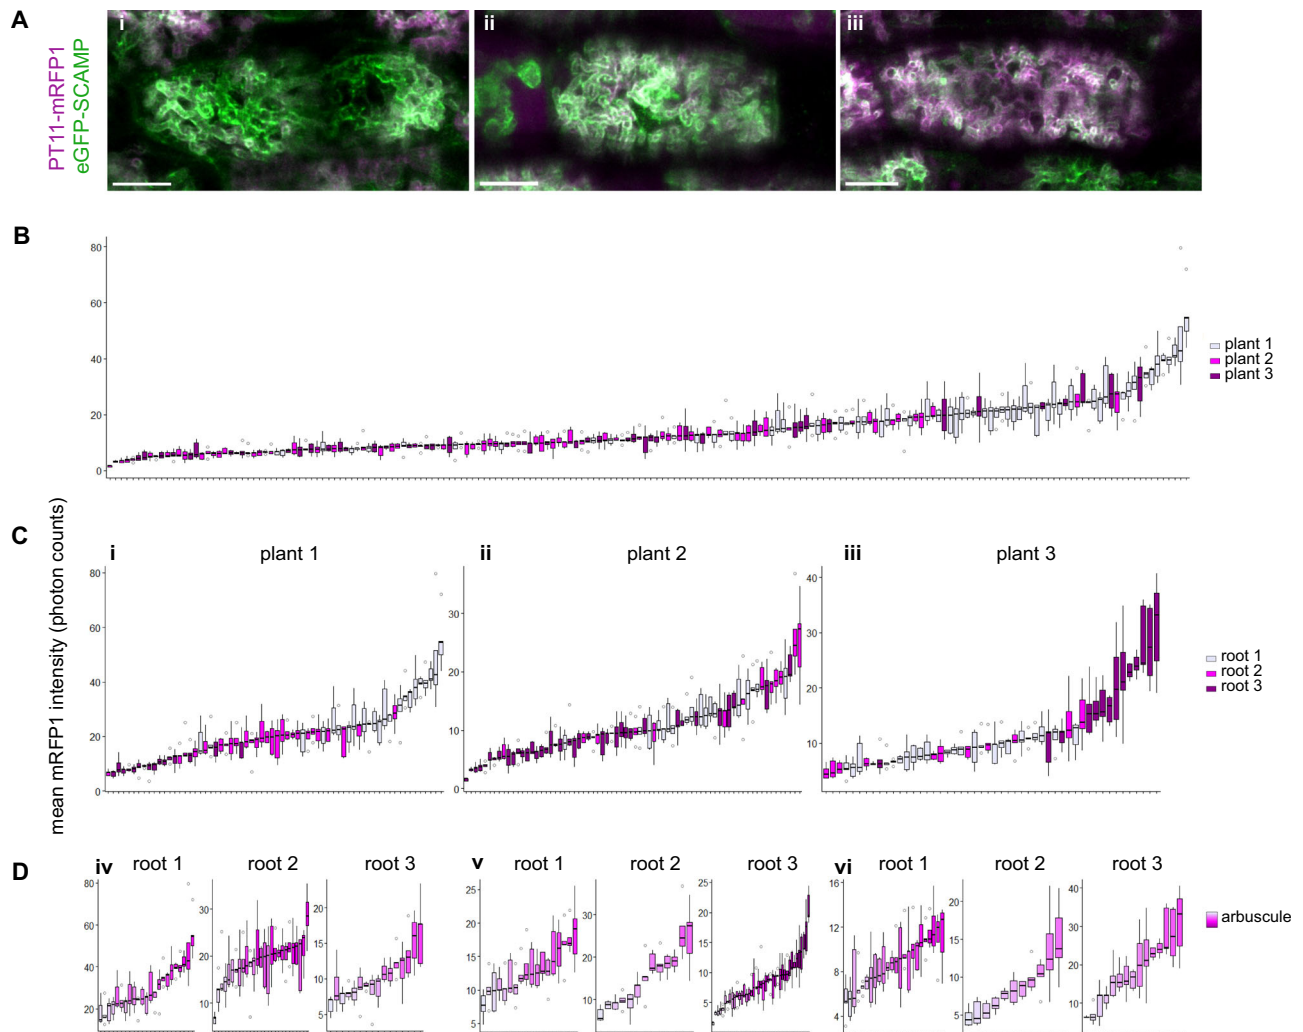 A
i
ii
iii
PT11-mRFP1
eGFP-SCAMP
B
80
60
40
20
0
plant 1
plant 2
plant 3
mean mRFP1 intensity (photon counts)
C
i
plant 1
ii
plant 2
iii
plant 3
80
60
40
20
0
30
20
10
0
40
30
20
10
root 1
root 2
root 3
D
iv
root 1
root 2
root 3
v
root 1
root 2
root 3
vi
root 1
root 2
root 3
80
60
40
20
30
20
10
20
15
10
5
25
20
15
10
5
30
20
10
25
20
15
10
5
16
12
8
4
20
15
10
5
40
30
20
10
arbuscule